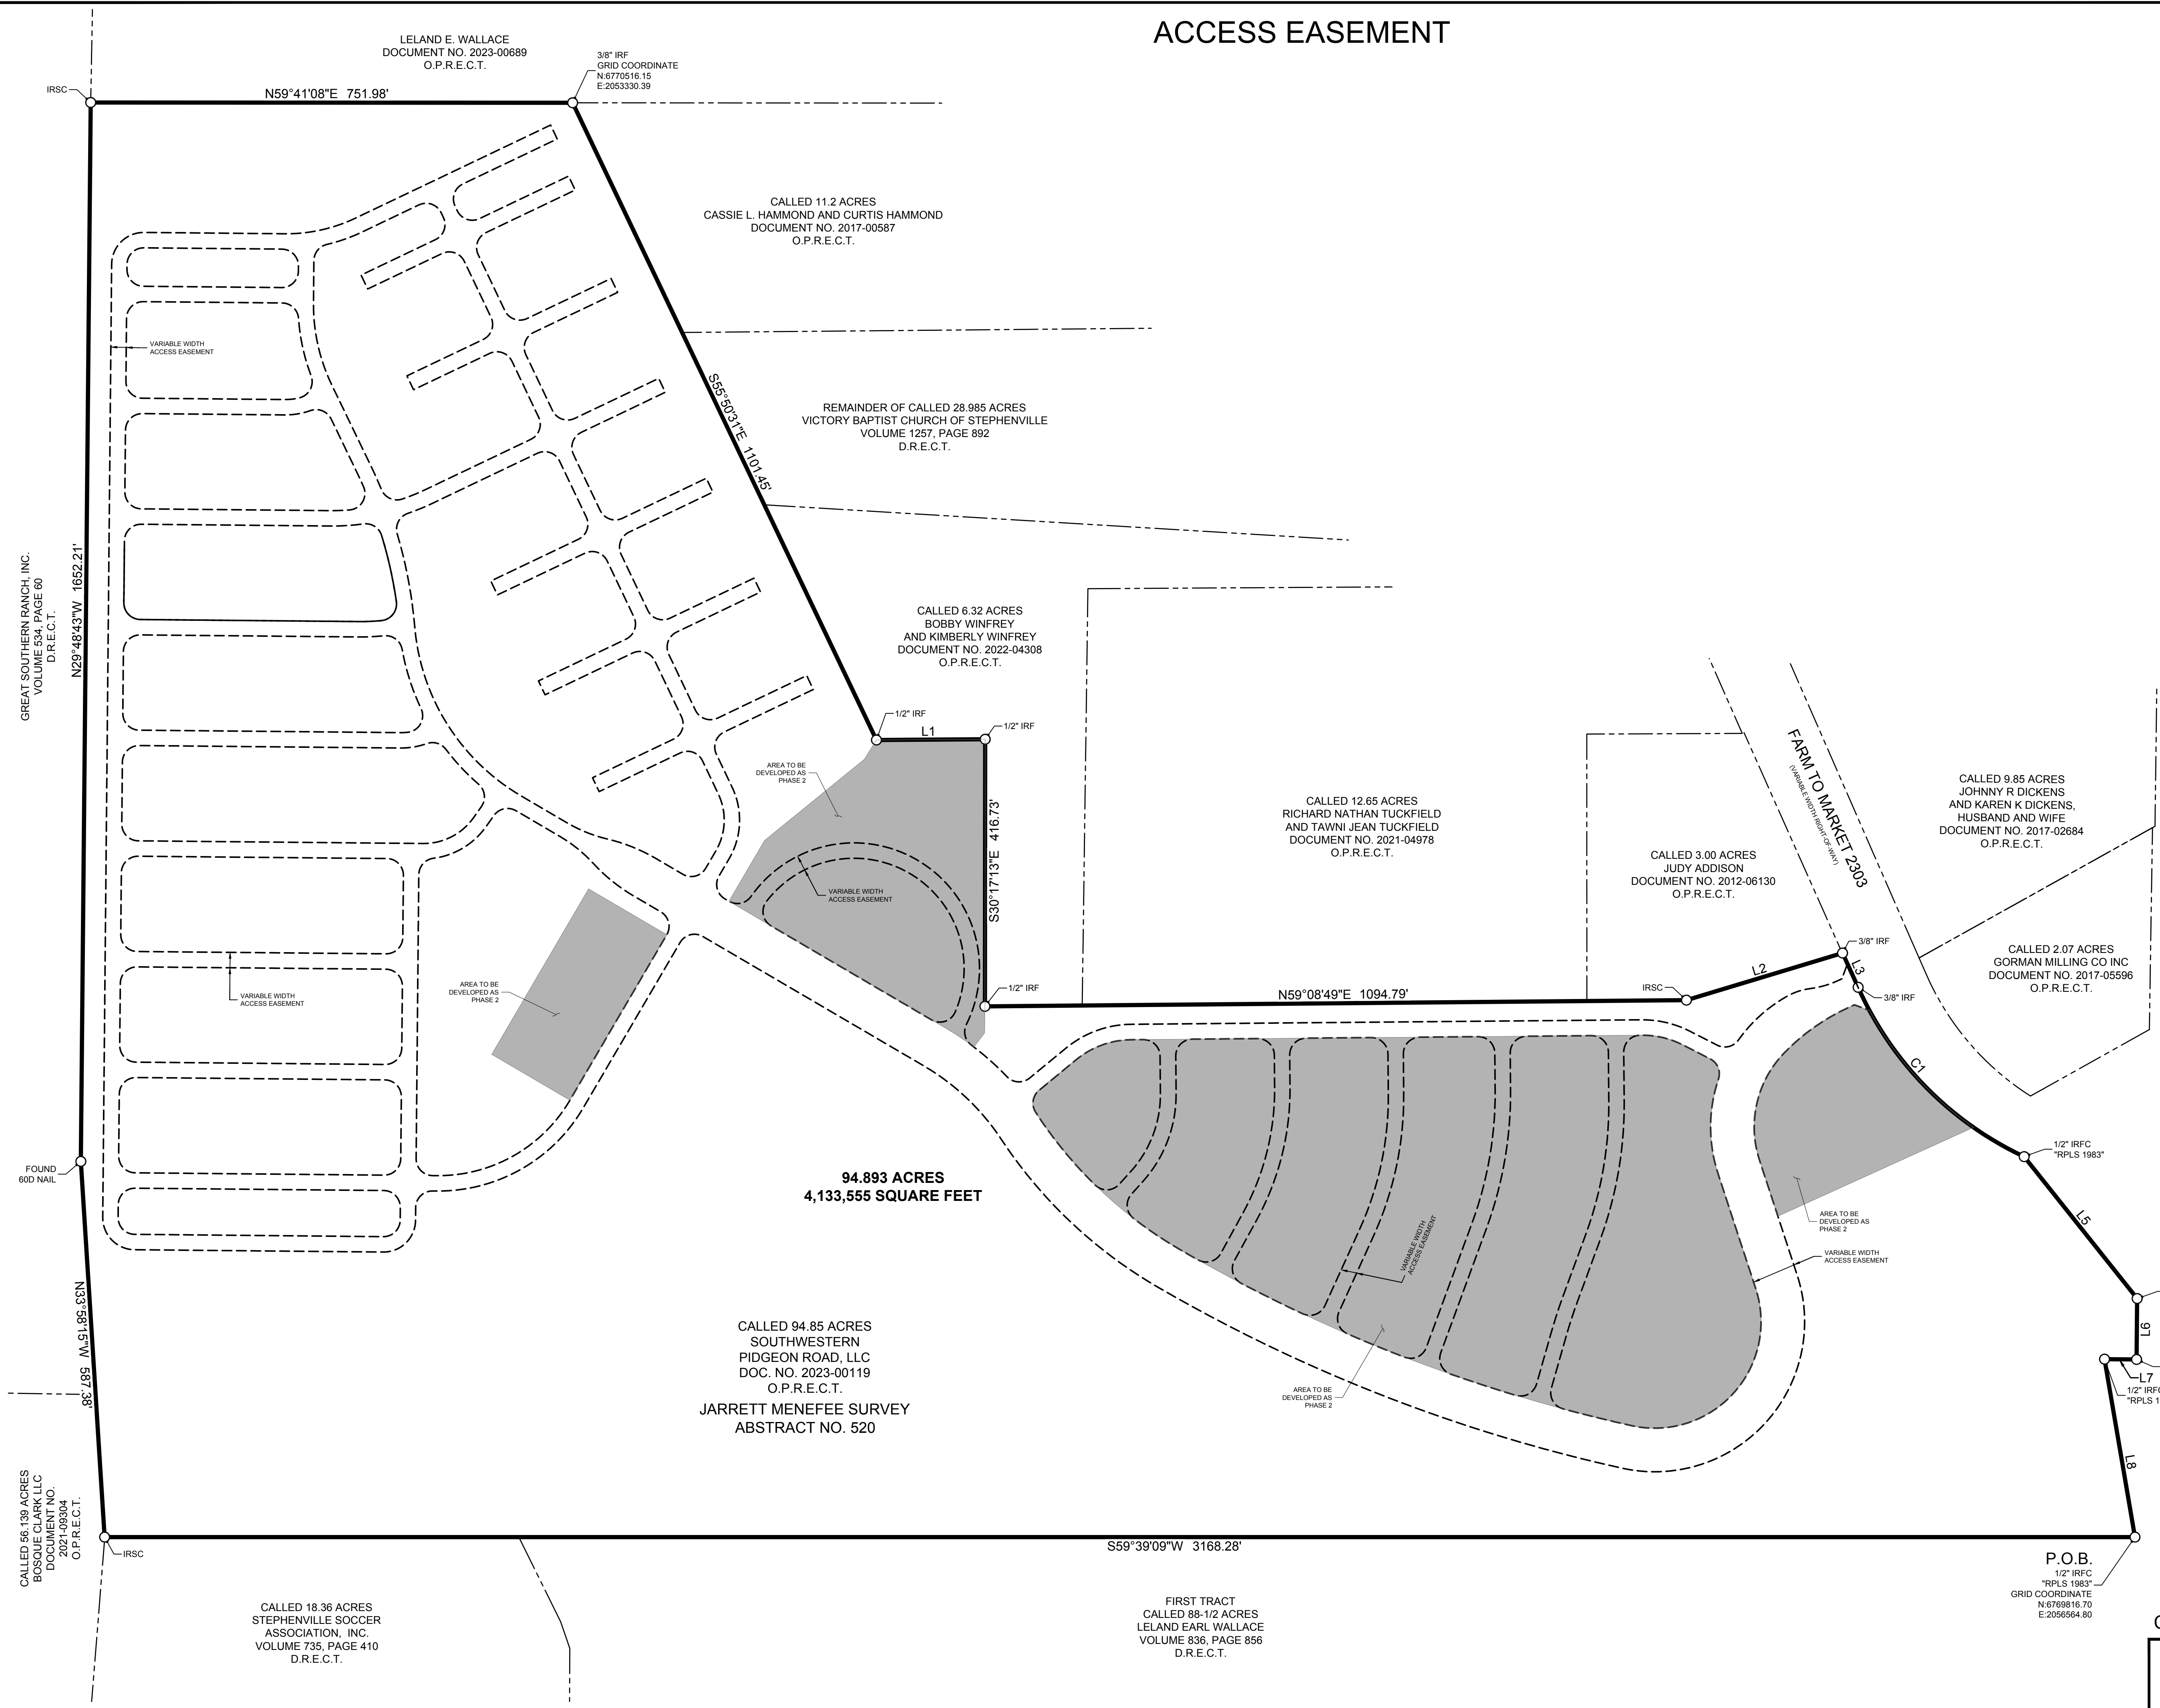 ACCESS EASEMENT
LELAND E. WALLACE
DOCUMENT NO. 2023-00689
O.P.R.E.C.T.
3/8" IRF
GRID COORDINATE
N:6770516.15
E:2053330.39
IRSC
N59°41'08"E 751.98'
CALLED 11.2 ACRES
CASSIE L. HAMMOND AND CURTIS HAMMOND
DOCUMENT NO. 2017-00587
O.P.R.E.C.T.
VARIABLE WIDTH
ACCESS EASEMENT
S55°50'31"E 1101.45'
REMAINDER OF CALLED 28.985 ACRES
VICTORY BAPTIST CHURCH OF STEPHENVILLE
VOLUME 1257, PAGE 892
D.R.E.C.T.
GREAT SOUTHERN RANCH, INC.
VOLUME 534, PAGE 60
D.R.E.C.T.
N29°48'43"W 1652.21'
CALLED 6.32 ACRES
BOBBY WINFREY
AND KIMBERLY WINFREY
DOCUMENT NO. 2022-04308
O.P.R.E.C.T.
1/2" IRF
L1
1/2" IRF
AREA TO BE
DEVELOPED AS
PHASE 2
S30°17'13"E 416.73'
CALLED 12.65 ACRES
RICHARD NATHAN TUCKFIELD
AND TAWNI JEAN TUCKFIELD
DOCUMENT NO. 2021-04978
O.P.R.E.C.T.
FARM TO MARKET 2303
(VARIABLE WIDTH RIGHT-OF-WAY)
CALLED 9.85 ACRES
JOHNNY R DICKENS
AND KAREN K DICKENS,
HUSBAND AND WIFE
DOCUMENT NO. 2017-02684
O.P.R.E.C.T.
CALLED 3.00 ACRES
JUDY ADDISON
DOCUMENT NO. 2012-06130
O.P.R.E.C.T.
VARIABLE WIDTH
ACCESS EASEMENT
CALLED 2.07 ACRES
GORMAN MILLING CO INC
DOCUMENT NO. 2017-05596
O.P.R.E.C.T.
3/8" IRF
L2
L3
IRSC
3/8" IRF
1/2" IRF
N59°08'49"E 1094.79'
AREA TO BE
DEVELOPED AS
PHASE 2
VARIABLE WIDTH
ACCESS EASEMENT
C1
1/2" IRFC
"RPLS 1983"
FOUND
60D NAIL
94.893 ACRES
4,133,555 SQUARE FEET
AREA TO BE
DEVELOPED AS
PHASE 2
L5
VARIABLE WIDTH
ACCESS EASEMENT
VARIABLE WIDTH
ACCESS EASEMENT
N33°58'15"W 587.38'
CALLED 94.85 ACRES
SOUTHWESTERN
PIDGEON ROAD, LLC
DOC. NO. 2023-00119
O.P.R.E.C.T.
JARRETT MENEFEE SURVEY
ABSTRACT NO. 520
L6
L7
1/2" IRFC
"RPLS 1
AREA TO BE
DEVELOPED AS
PHASE 2
L8
CALLED 56.139 ACRES
BOSQUE CLARK LLC
DOCUMENT NO.
2021-09304
O.P.R.E.C.T.
IRSC
S59°39'09"W 3168.28'
P.O.B.
1/2" IRFC
"RPLS 1983"
GRID COORDINATE
N:6769816.70
E:2056564.80
CALLED 18.36 ACRES
STEPHENVILLE SOCCER
ASSOCIATION, INC.
VOLUME 735, PAGE 410
D.R.E.C.T.
FIRST TRACT
CALLED 88-1/2 ACRES
LELAND EARL WALLACE
VOLUME 836, PAGE 856
D.R.E.C.T.